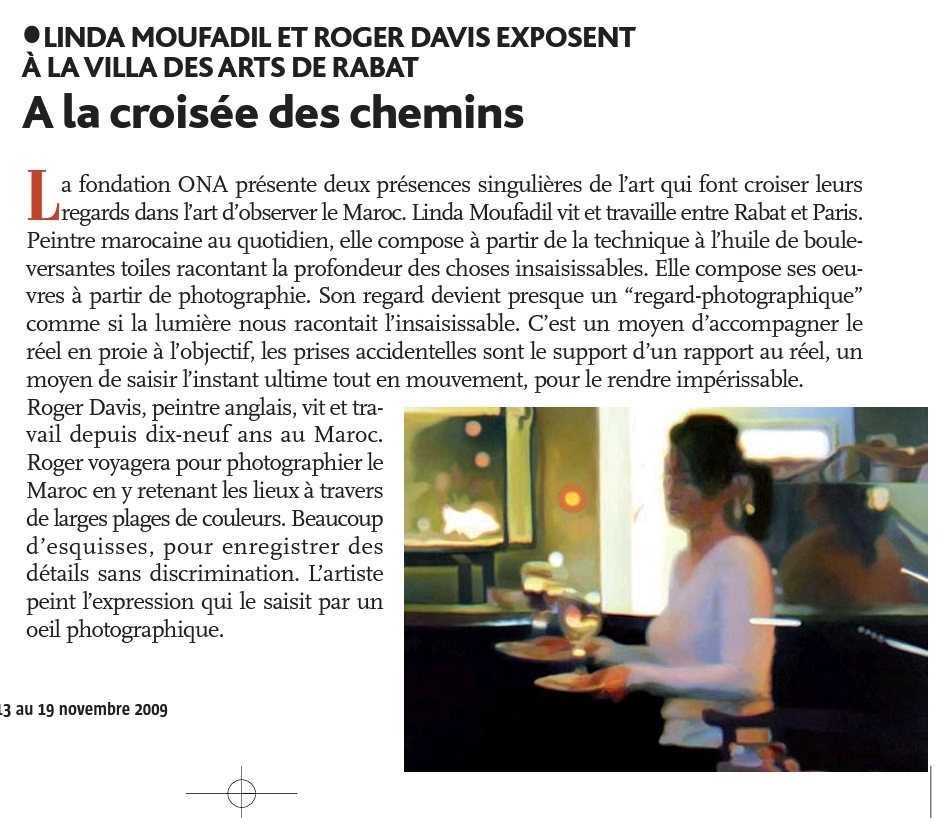 ●LINDA MOUFADIL ET ROGER DAVIS EXPOSENT
À LA VILLA DES ARTS DE RABAT
A la croisée des chemins
La fondation ONA présente deux présences singulières de l’art qui font croiser leurs
regards dans l’art d’observer le Maroc. Linda Moufadil vit et travaille entre Rabat et Paris.
Peintre marocaine au quotidien, elle compose à partir de la technique à l’huile de boule-
versantes toiles racontant la profondeur des choses insaisissables. Elle compose ses oeu-
vres à partir de photographie. Son regard devient presque un “regard-photographique”
comme si la lumière nous racontait l’insaisissable. C’est un moyen d’accompagner le
réel en proie à l’objectif, les prises accidentelles sont le support d’un rapport au réel, un
moyen de saisir l’instant ultime tout en mouvement, pour le rendre impérissable.
Roger Davis, peintre anglais, vit et tra-
vail depuis dix-neuf ans au Maroc.
Roger voyagera pour photographier le
Maroc en y retenant les lieux à travers
de larges plages de couleurs. Beaucoup
d’esquisses, pour enregistrer des
détails sans discrimination. L’artiste
peint l’expression qui le saisit par un
oeil photographique.
13 au 19 novembre 2009